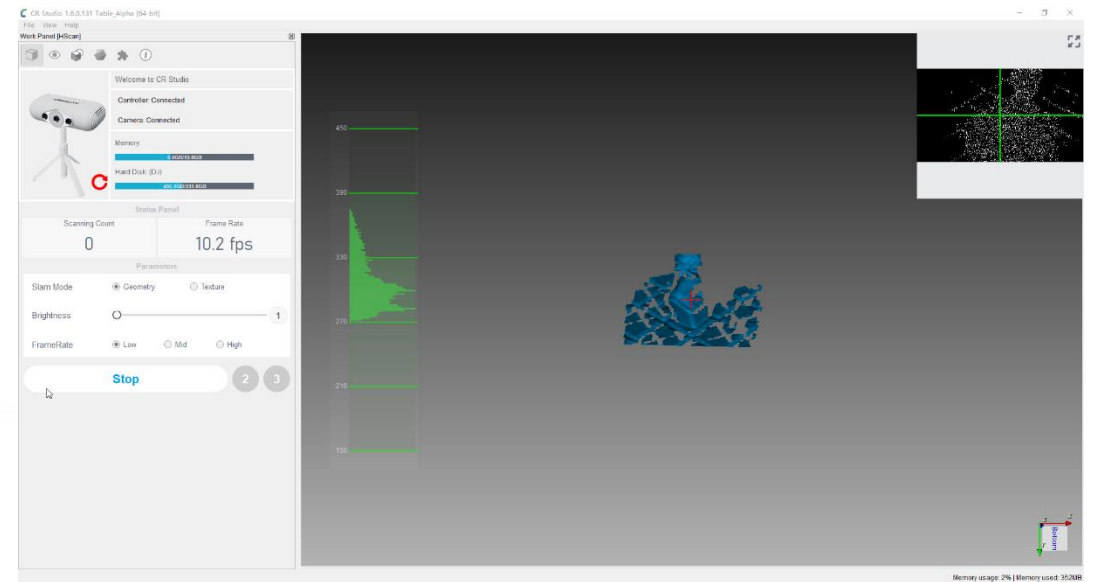 CR Studio 1.6.0.131 Table_Alpha [64-bit]
File View Help
Work Panel [HScan]
Welcome to CR Studio
Controller: Connected
Camera: Connected
Memory:
Hard Disk: (D:/)
Status Panel
Scanning Count
Frame Rate
0
10.2 fps
Parameters
Slam Mode
Geometry
Texture
Brightness
1
FrameRate
Low
Mid
High
Stop
2
3
450
390
330
270
210
150
Bottom
X
Y
Z
Memory usage: 2% | Memory used: 352MB